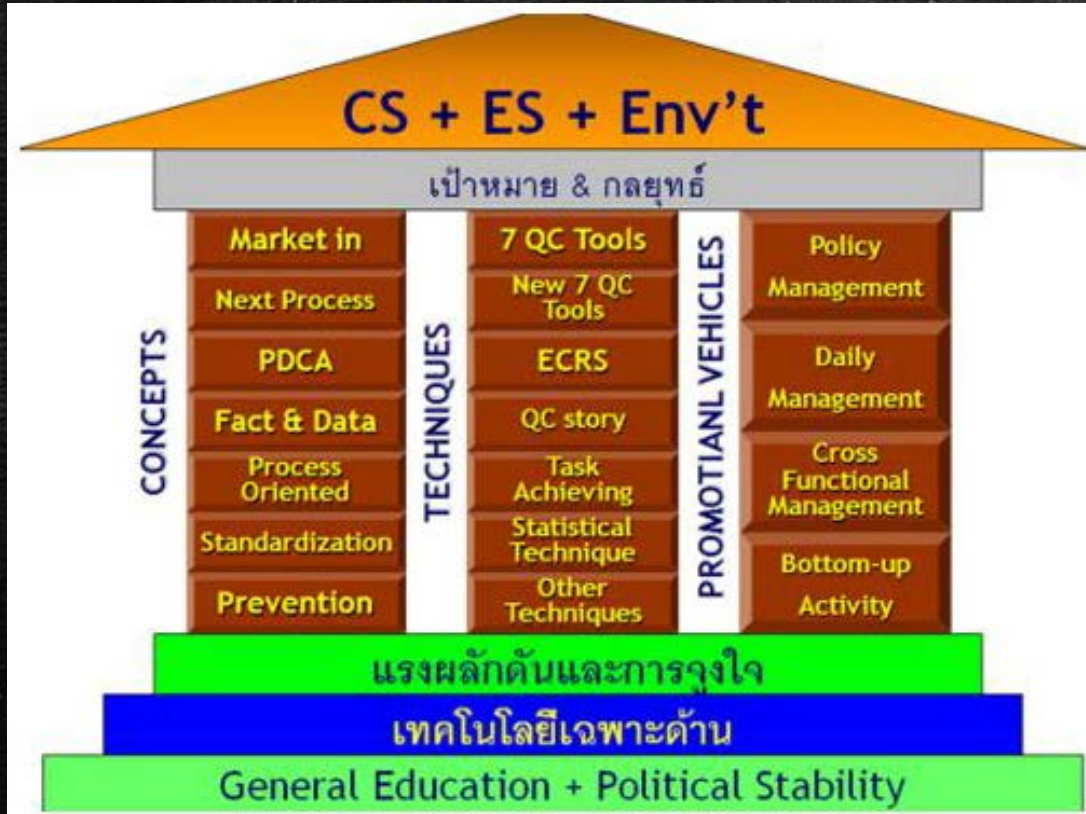 CS + ES + Env't
เป้าหมาย & กลยุทธ์
CONCEPTS
Market in
Next Process
PDCA
Fact & Data
Process
Oriented
Standardization
Prevention
TECHNIQUES
7 QC Tools
New 7 QC
Tools
ECRS
QC story
Task
Achieving
Statistical
Technique
Other
Techniques
PROMOTIANL VEHICLES
Policy
Management
Daily
Management
Cross
Functional
Management
Bottom-up
Activity
แรงผลักดันและการจูงใจ
เทคโนโลยีเฉพาะด้าน
General Education + Political Stability